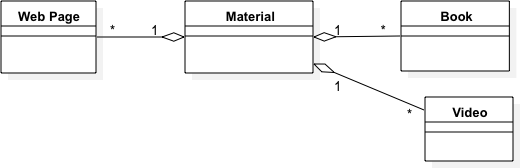 Web Page
* 1
Material
1 *
Book
1
*
Video